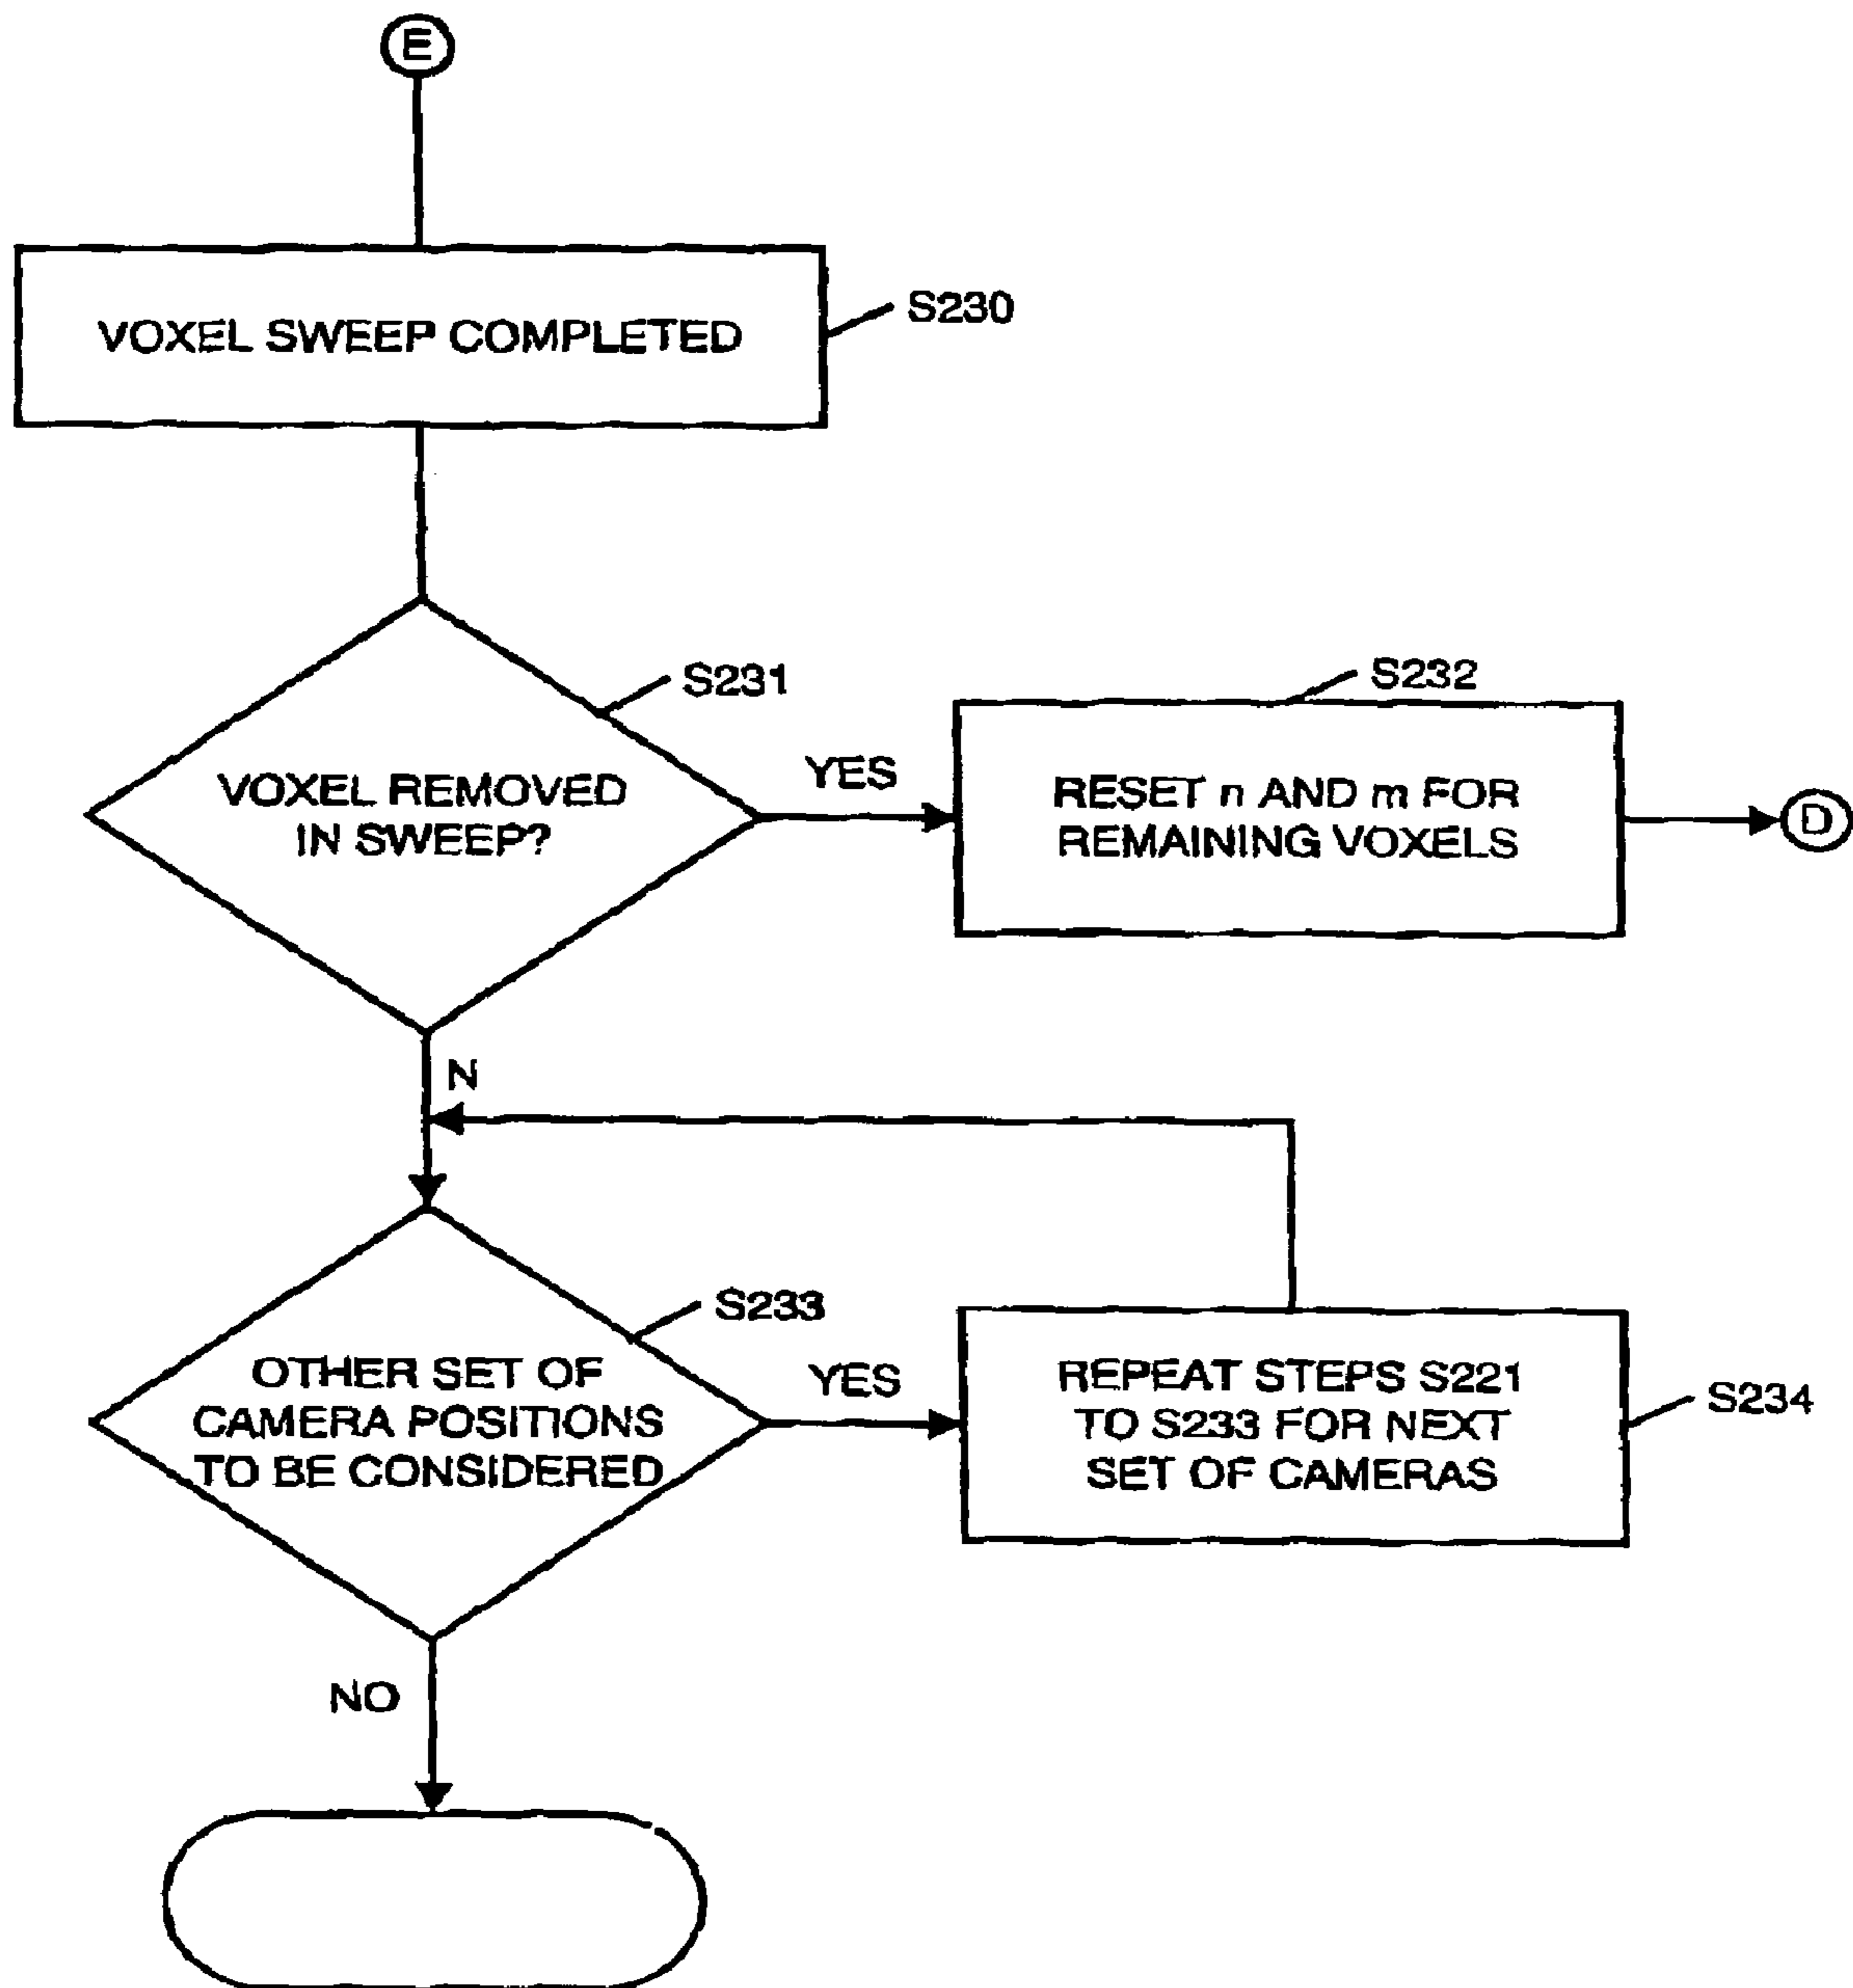 E
VOXEL SWEEP COMPLETED
S230
S231
VOXEL REMOVED
IN SWEEP?
YES
S232
RESET n AND m FOR
REMAINING VOXELS
D
N
S233
OTHER SET OF
CAMERA POSITIONS
TO BE CONSIDERED
YES
REPEAT STEPS S221
TO S233 FOR NEXT
SET OF CAMERAS
S234
NO